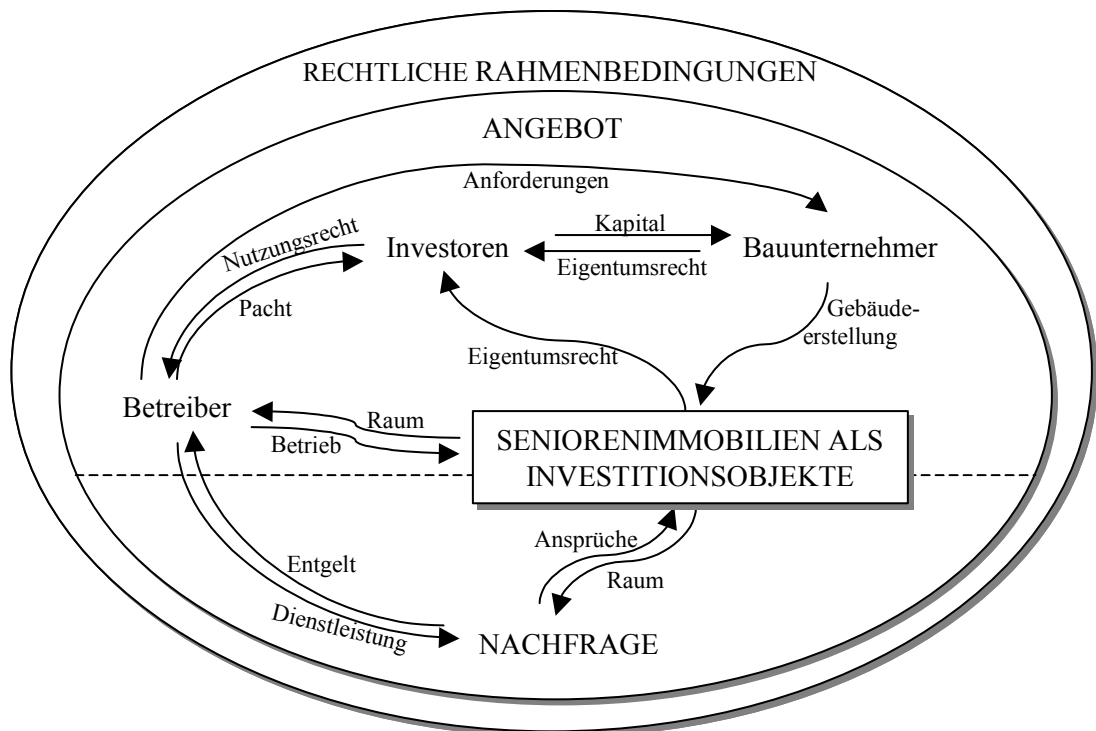 RECHTLICHE RAHMENBEDINGUNGEN
ANGEBOT
Anforderungen
Nutzungsrecht
Investoren
Kapital
Eigentumsrecht
Bauunternehmer
Pacht
Gebäude-
erstellung
Eigentumsrecht
Betreiber
Raum
Betrieb
SENIORENIMMOBILIEN ALS
INVESTITIONSOBJEKTE
Ansprüche
Raum
Entgelt
Dienstleistung
NACHFRAGE